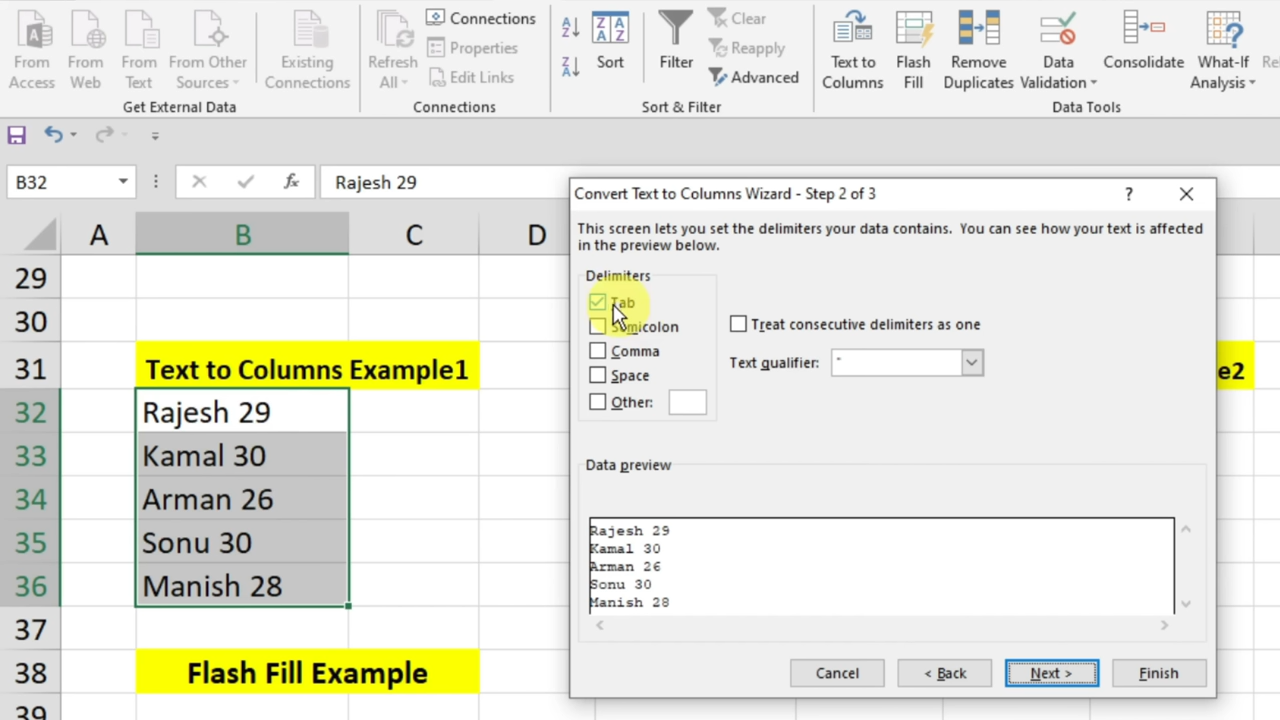 From Access
From Web
From Text
From Other Sources
Existing Connections
Get External Data
Refresh All
Connections
Properties
Edit Links
Connections
Sort
Filter
Clear
Reapply
Advanced
Sort & Filter
Text to Columns
Flash Fill
Remove Duplicates
Data Validation
Consolidate
What-If Analysis
Data Tools
B32
fx
Rajesh 29
A B C D
29
30
31 Text to Columns Example1
32 Rajesh 29
33 Kamal 30
34 Arman 26
35 Sonu 30
36 Manish 28
37
38 Flash Fill Example
39
e2
Convert Text to Columns Wizard - Step 2 of 3
?
This screen lets you set the delimiters your data contains. You can see how your text is affected
in the preview below.
Delimiters
Tab
Semicolon
Comma
Space
Other:
Treat consecutive delimiters as one
Text qualifier: "
Data preview
Rajesh 29
Kamal 30
Arman 26
Sonu 30
Manish 28
Cancel < Back Next > Finish